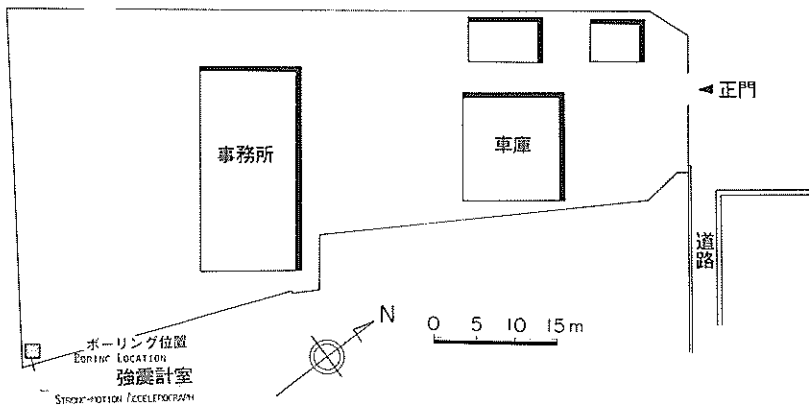 正門
事務所
車庫
道路
N
0 5 10 15m
ボーリング位置
BORING LOCATION
強震計室
STRONG-MOTION ACCELEROGRAPH